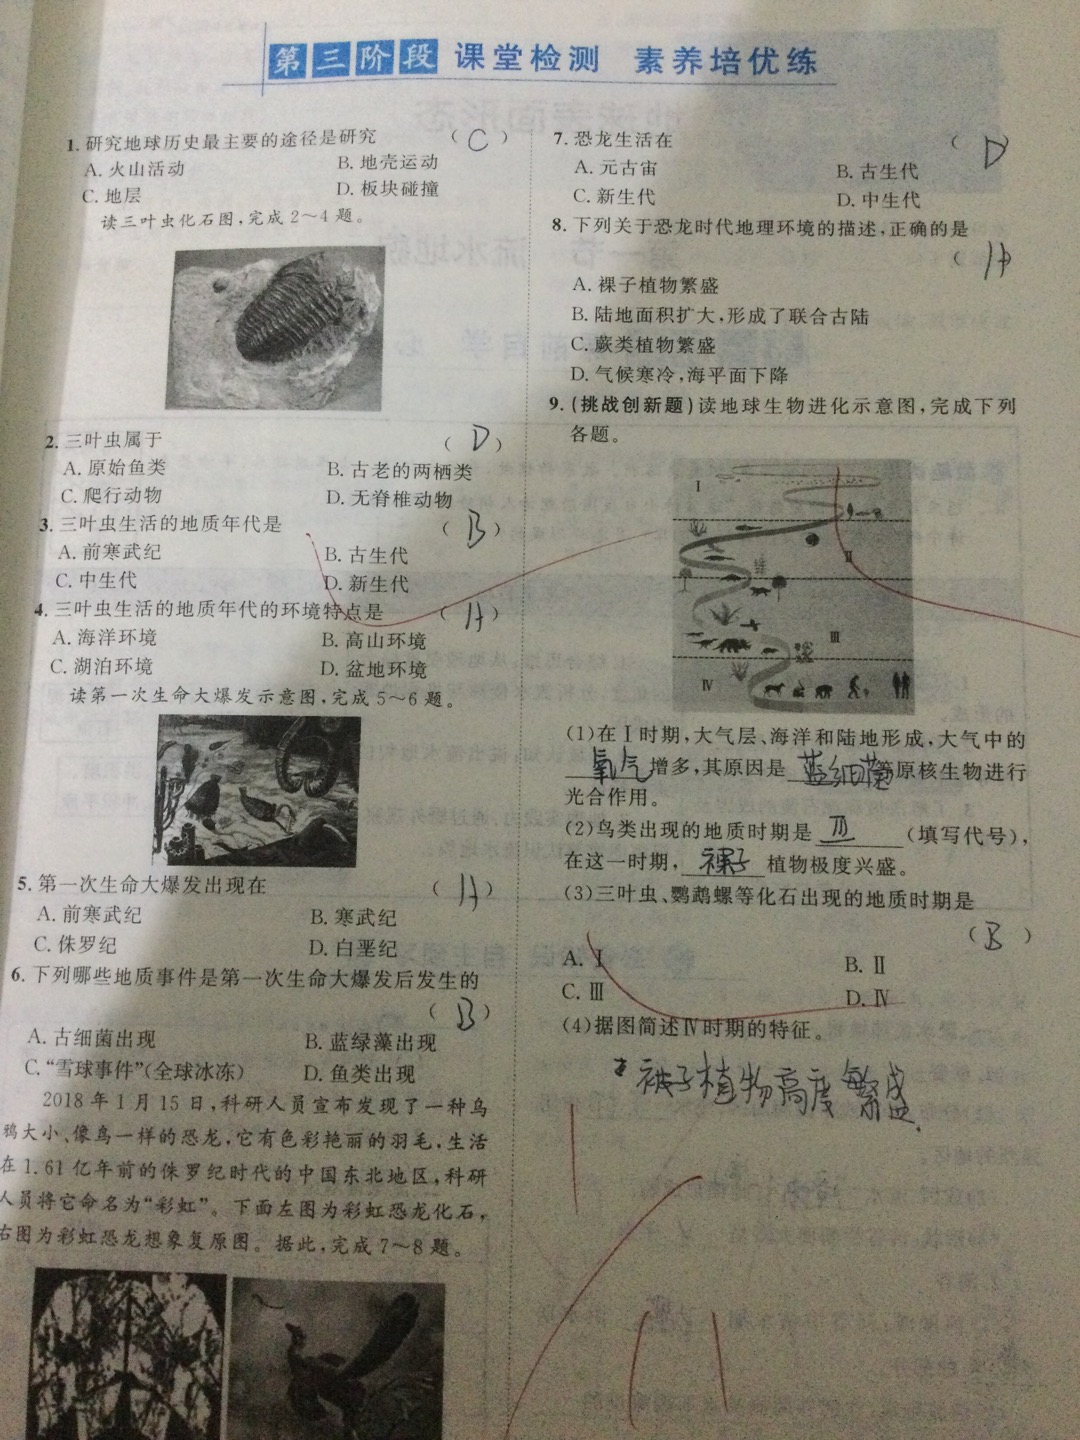 第三阶段 课堂检测 素养培优练
1. 研究地球历史最主要的途径是研究 ( C )
A. 火山活动 B. 地壳运动
C. 地层 D. 板块碰撞
读三叶虫化石图,完成2~4题。
2. 三叶虫属于 ( D )
A. 原始鱼类 B. 古老的两栖类
C. 爬行动物 D. 无脊椎动物
3. 三叶虫生活的地质年代是 ( B )
A. 前寒武纪 B. 古生代
C. 中生代 D. 新生代
4. 三叶虫生活的地质年代的环境特点是 ( A )
A. 海洋环境 B. 高山环境
C. 湖泊环境 D. 盆地环境
读第一次生命大爆发示意图,完成5~6题。
5. 第一次生命大爆发出现在 ( A )
A. 前寒武纪 B. 寒武纪
C. 侏罗纪 D. 白垩纪
6. 下列哪些地质事件是第一次生命大爆发后发生的
( B )
A. 古细菌出现 B. 蓝绿藻出现
C. “雪球事件”(全球冰冻) D. 鱼类出现
2018年1月15日,科研人员宣布发现了一种乌
鸦大小、像鸟一样的恐龙,它有色彩艳丽的羽毛,生活
在1.61亿年前的侏罗纪时代的中国东北地区,科研
人员将它命名为“彩虹”。下面左图为彩虹恐龙化石,
右图为彩虹恐龙想象复原图。据此,完成7~8题。
7. 恐龙生活在 ( D
A. 元古宙 B. 古生代
C. 新生代 D. 中生代
8. 下列关于恐龙时代地理环境的描述,正确的是
( A )
A. 裸子植物繁盛
B. 陆地面积扩大,形成了联合古陆
C. 蕨类植物繁盛
D. 气候寒冷,海平面下降
9. (挑战创新题)读地球生物进化示意图,完成下列
各题。
Ⅰ
Ⅱ
Ⅲ
Ⅳ
(1)在Ⅰ时期,大气层、海洋和陆地形成,大气中的
氧气增多,其原因是蓝细菌等原核生物进行
光合作用。
(2)鸟类出现的地质时期是 Ⅲ (填写代号),
在这一时期, 裸子 植物极度兴盛。
(3)三叶虫、鹦鹉螺等化石出现的地质时期是
( B )
A. Ⅰ B. Ⅱ
C. Ⅲ D. Ⅳ
(4)据图简述Ⅳ时期的特征。
被子植物高度繁盛.